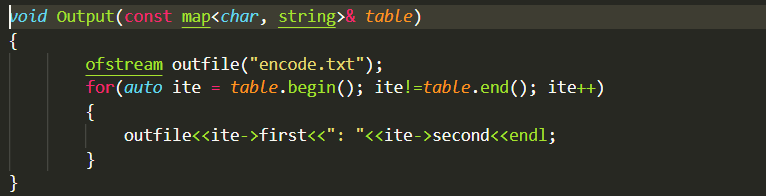 void Output(const map<char, string>& table)
{
ofstream outfile("encode.txt");
for(auto ite = table.begin(); ite!=table.end(); ite++)
{
outfile<<ite->first<<": "<<ite->second<<endl;
}
}